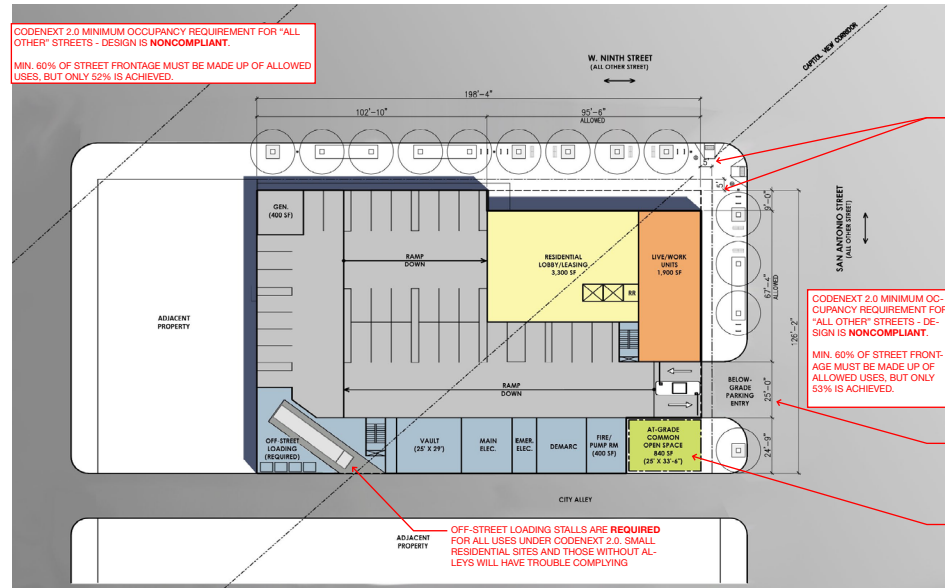 CODENEXT 2.0 MINIMUM OCCUPANCY REQUIREMENT FOR "ALL
OTHER" STREETS - DESIGN IS NONCOMPLIANT.
MIN. 60% OF STREET FRONTAGE MUST BE MADE UP OF ALLOWED
USES, BUT ONLY 52% IS ACHIEVED.
W. NINTH STREET
(ALL OTHER STREET)
CAPITOL VIEW CORRIDOR
198'-4"
102'-10"
95'-6"
ALLOWED
5'
5'
9'-0"
SAN ANTONIO STREET
(ALL OTHER STREET)
GEN.
(400 SF)
RAMP
DOWN
RESIDENTIAL
LOBBY/LEASING
3,300 SF
RR
LIVE/WORK
UNITS
1,900 SF
67'-4"
ALLOWED
126'-2"
ADJACENT
PROPERTY
CODENEXT 2.0 MINIMUM OC-
CUPANCY REQUIREMENT FOR
"ALL OTHER" STREETS - DE-
SIGN IS NONCOMPLIANT.
MIN. 60% OF STREET FRONT-
AGE MUST BE MADE UP OF
ALLOWED USES, BUT ONLY
53% IS ACHIEVED.
RAMP
DOWN
BELOW-
GRADE
PARKING
ENTRY
25'-0"
OFF-STREET
LOADING
(REQUIRED)
VAULT
(25' X 29')
MAIN
ELEC.
EMER.
ELEC.
DEMARC
FIRE/
PUMP RM
(400 SF)
AT-GRADE
COMMON
OPEN SPACE
840 SF
(25' X 33'-6")
24'-9"
CITY ALLEY
ADJACENT
PROPERTY
OFF-STREET LOADING STALLS ARE REQUIRED
FOR ALL USES UNDER CODENEXT 2.0. SMALL
RESIDENTIAL SITES AND THOSE WITHOUT AL-
LEYS WILL HAVE TROUBLE COMPLYING